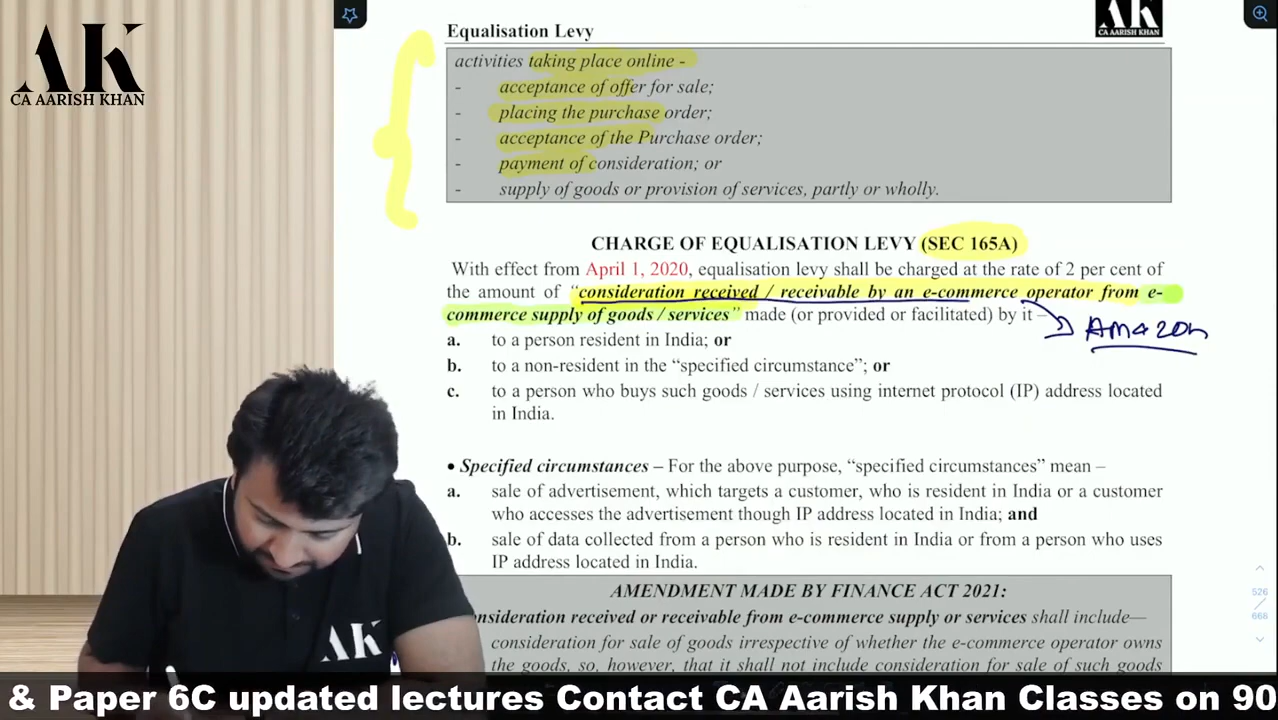 AK
CA AARISH KHAN
AK
CA AARISH KHAN
Equalisation Levy
activities taking place online -
- acceptance of offer for sale;
- placing the purchase order;
- acceptance of the Purchase order;
- payment of consideration; or
- supply of goods or provision of services, partly or wholly.
CHARGE OF EQUALISATION LEVY (SEC 165A)
With effect from April 1, 2020, equalisation levy shall be charged at the rate of 2 per cent of
the amount of “consideration received / receivable by an e-commerce operator from e-
commerce supply of goods / services” made (or provided or facilitated) by it –
Amazon
a. to a person resident in India; or
b. to a non-resident in the “specified circumstance”; or
c. to a person who buys such goods / services using internet protocol (IP) address located
in India.
• Specified circumstances – For the above purpose, “specified circumstances” mean –
a. sale of advertisement, which targets a customer, who is resident in India or a customer
who accesses the advertisement though IP address located in India; and
b. sale of data collected from a person who is resident in India or from a person who uses
IP address located in India.
AMENDMENT MADE BY FINANCE ACT 2021:
nsideration received or receivable from e-commerce supply or services shall include—
consideration for sale of goods irrespective of whether the e-commerce operator owns
the goods, so, however, that it shall not include consideration for sale of such goods
526
/
668
AK
& Paper 6C updated lectures Contact CA Aarish Khan Classes on 90